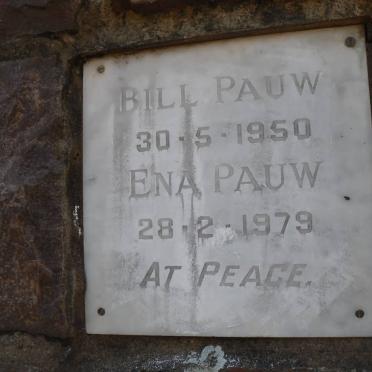 BILL PAUW
30·5·1950
ENA PAUW
28·2·1979
AT PEACE.